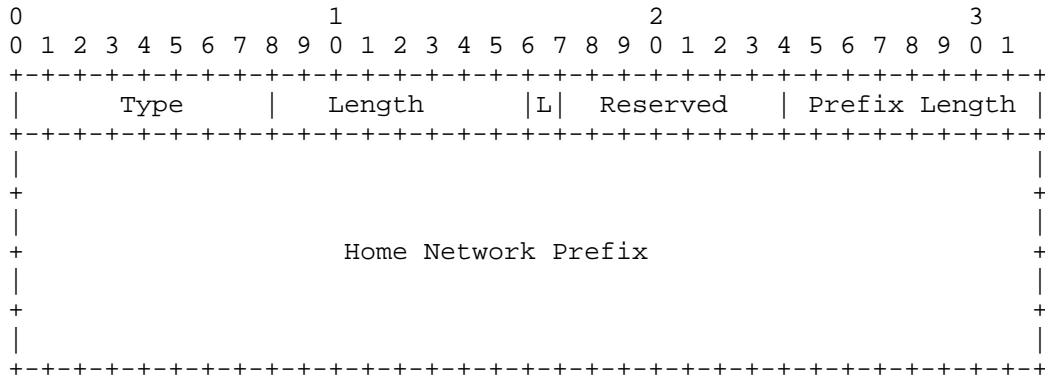 0                   1                   2                   3
0 1 2 3 4 5 6 7 8 9 0 1 2 3 4 5 6 7 8 9 0 1 2 3 4 5 6 7 8 9 0 1
+-+-+-+-+-+-+-+-+-+-+-+-+-+-+-+-+-+-+-+-+-+-+-+-+-+-+-+-+-+-+-+-+
|      Type     |   Length      |L|  Reserved   | Prefix Length |
+-+-+-+-+-+-+-+-+-+-+-+-+-+-+-+-+-+-+-+-+-+-+-+-+-+-+-+-+-+-+-+-+
|                                                               |
+                                                               +
|                                                               |
+                    Home Network Prefix                        +
|                                                               |
+                                                               +
|                                                               |
+-+-+-+-+-+-+-+-+-+-+-+-+-+-+-+-+-+-+-+-+-+-+-+-+-+-+-+-+-+-+-+-+